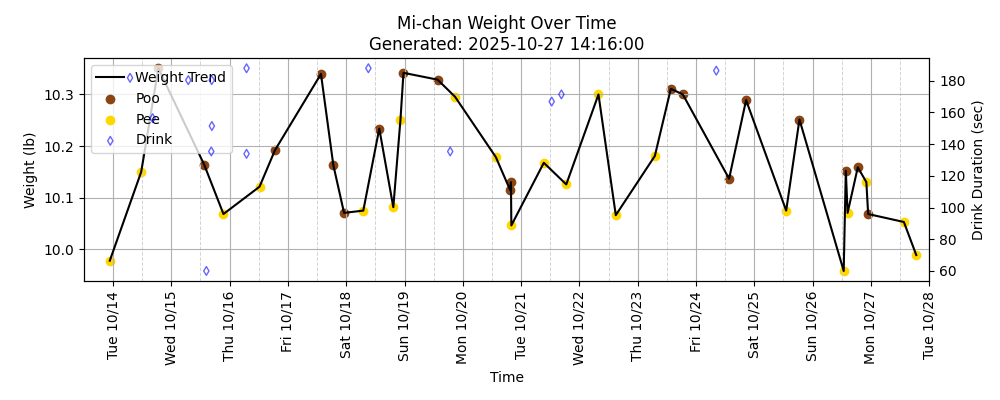 Mi-chan Weight Over Time
Generated: 2025-10-27 14:16:00
Weight Trend
Poo
Pee
Drink
Weight (lb)
10.3
10.2
10.1
10.0
Drink Duration (sec)
180
160
140
120
100
80
60
Tue 10/14
Wed 10/15
Thu 10/16
Fri 10/17
Sat 10/18
Sun 10/19
Mon 10/20
Tue 10/21
Wed 10/22
Thu 10/23
Fri 10/24
Sat 10/25
Sun 10/26
Mon 10/27
Tue 10/28
Time